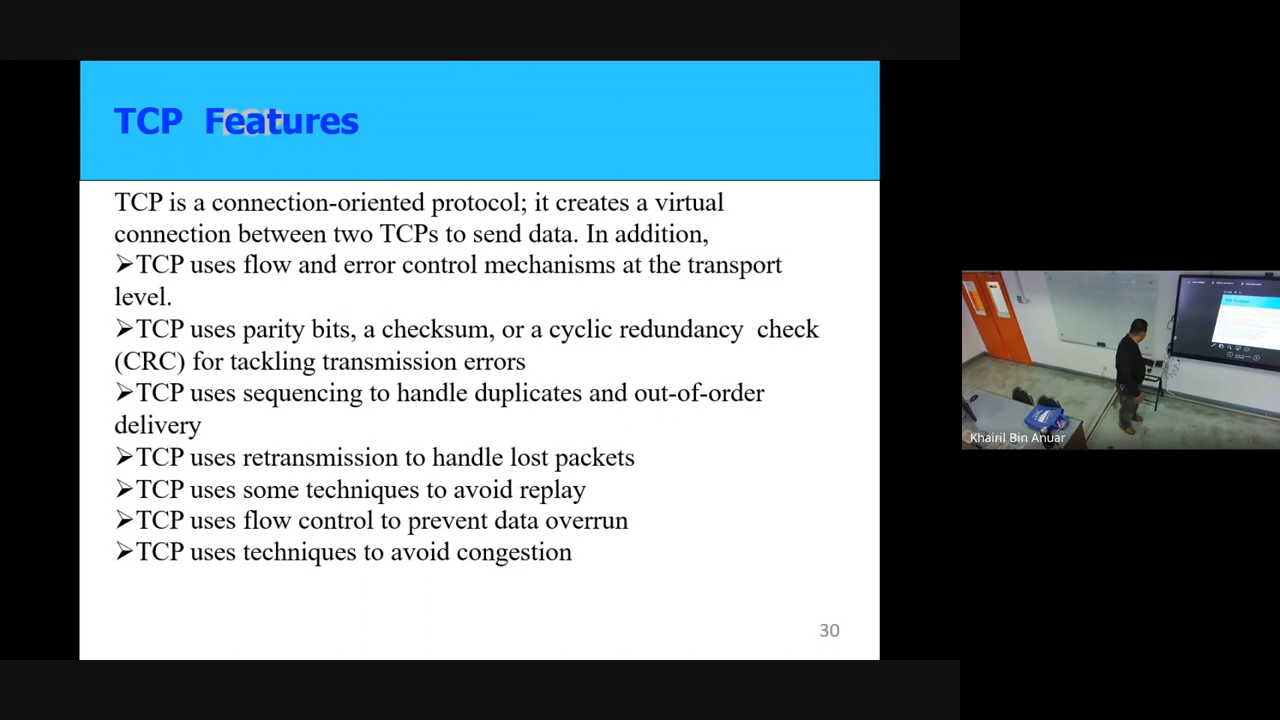 TCP Features
TCP is a connection-oriented protocol; it creates a virtual
connection between two TCPs to send data. In addition,
➢TCP uses flow and error control mechanisms at the transport
level.
➢TCP uses parity bits, a checksum, or a cyclic redundancy check
(CRC) for tackling transmission errors
➢TCP uses sequencing to handle duplicates and out-of-order
delivery
➢TCP uses retransmission to handle lost packets
➢TCP uses some techniques to avoid replay
➢TCP uses flow control to prevent data overrun
➢TCP uses techniques to avoid congestion
30
Khairil Bin Anuar